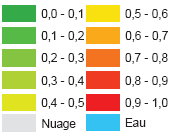 0,0 - 0,1 0,5 - 0,6
0,1 - 0,2 0,6 - 0,7
0,2 - 0,3 0,7 - 0,8
0,3 - 0,4 0,8 - 0,9
0,4 - 0,5 0,9 - 1,0
Nuage Eau